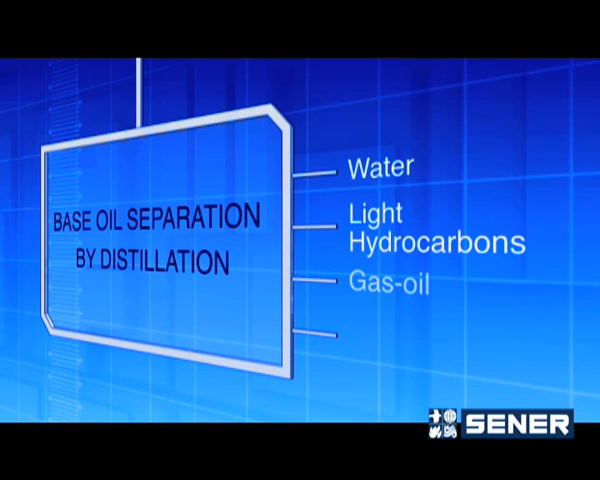 BASE OIL SEPARATION
BY DISTILLATION
Water
Light
Hydrocarbons
Gas-oil
SENER